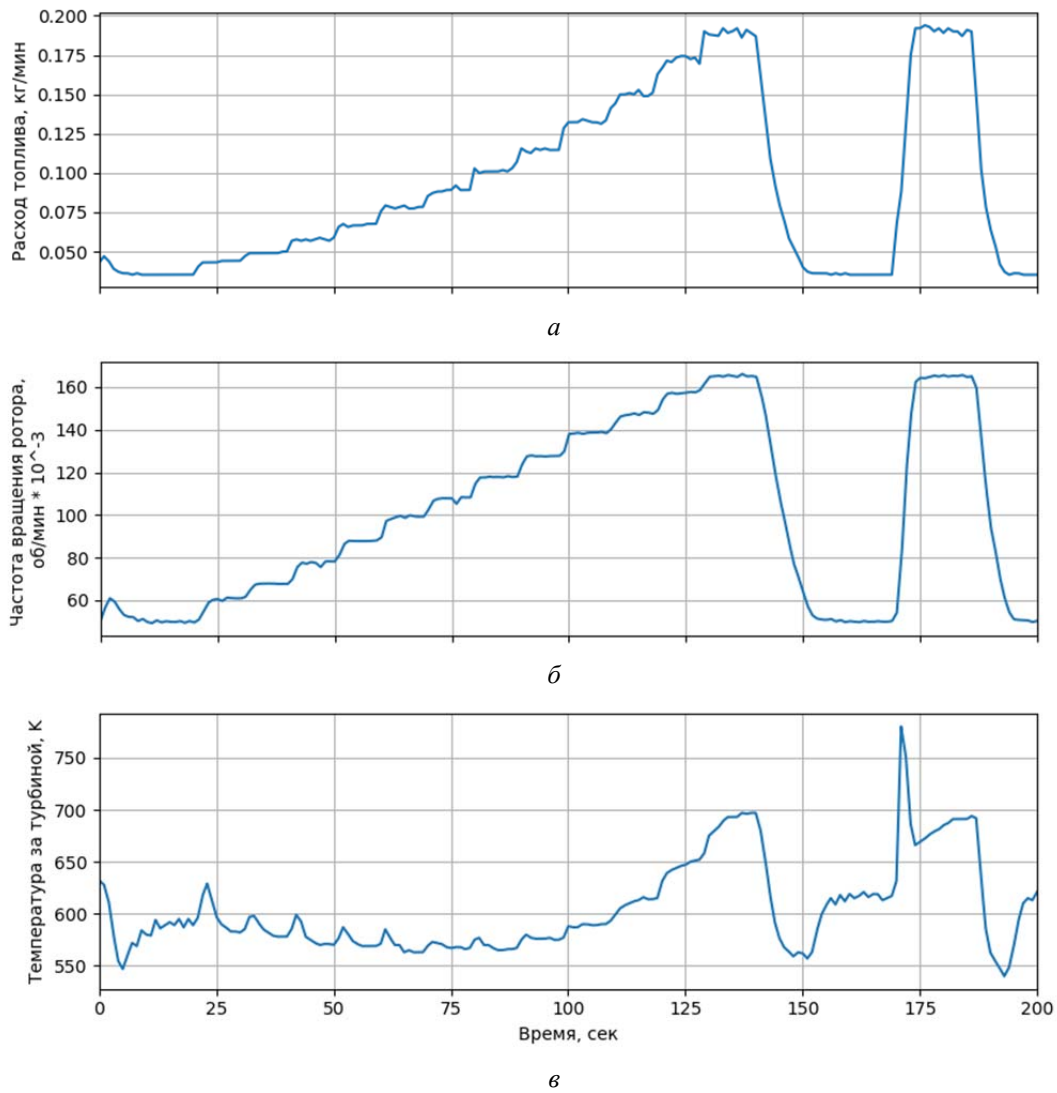 0.200
0.175
0.150
0.125
0.100
0.075
0.050
Расход топлива, кг/мин
а
160
140
120
100
80
60
Частота вращения ротора,
об/мин * 10^-3
б
750
700
650
600
550
Температура за турбиной, К
0 25 50 75 100 125 150 175 200
Время, сек
в